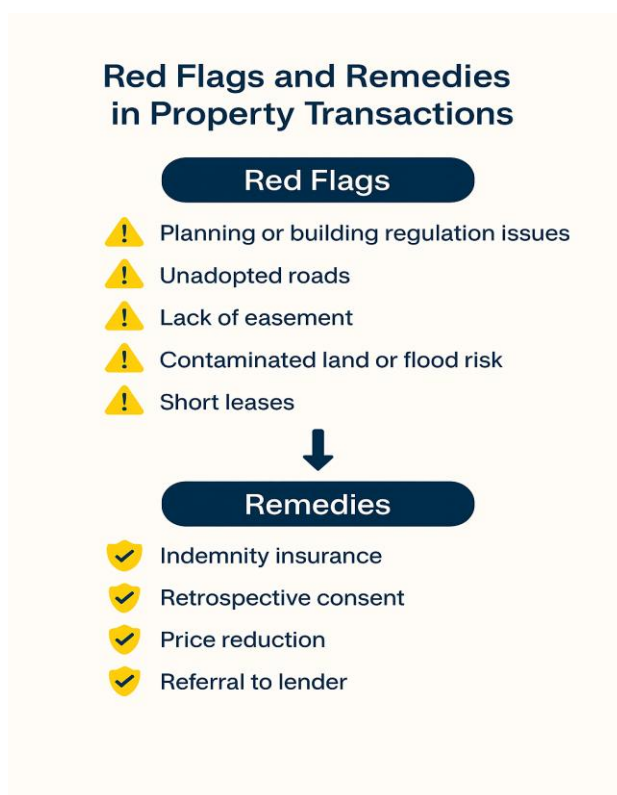 Red Flags and Remedies
in Property Transactions
Red Flags
Planning or building regulation issues
Unadopted roads
Lack of easement
Contaminated land or flood risk
Short leases
Remedies
Indemnity insurance
Retrospective consent
Price reduction
Referral to lender